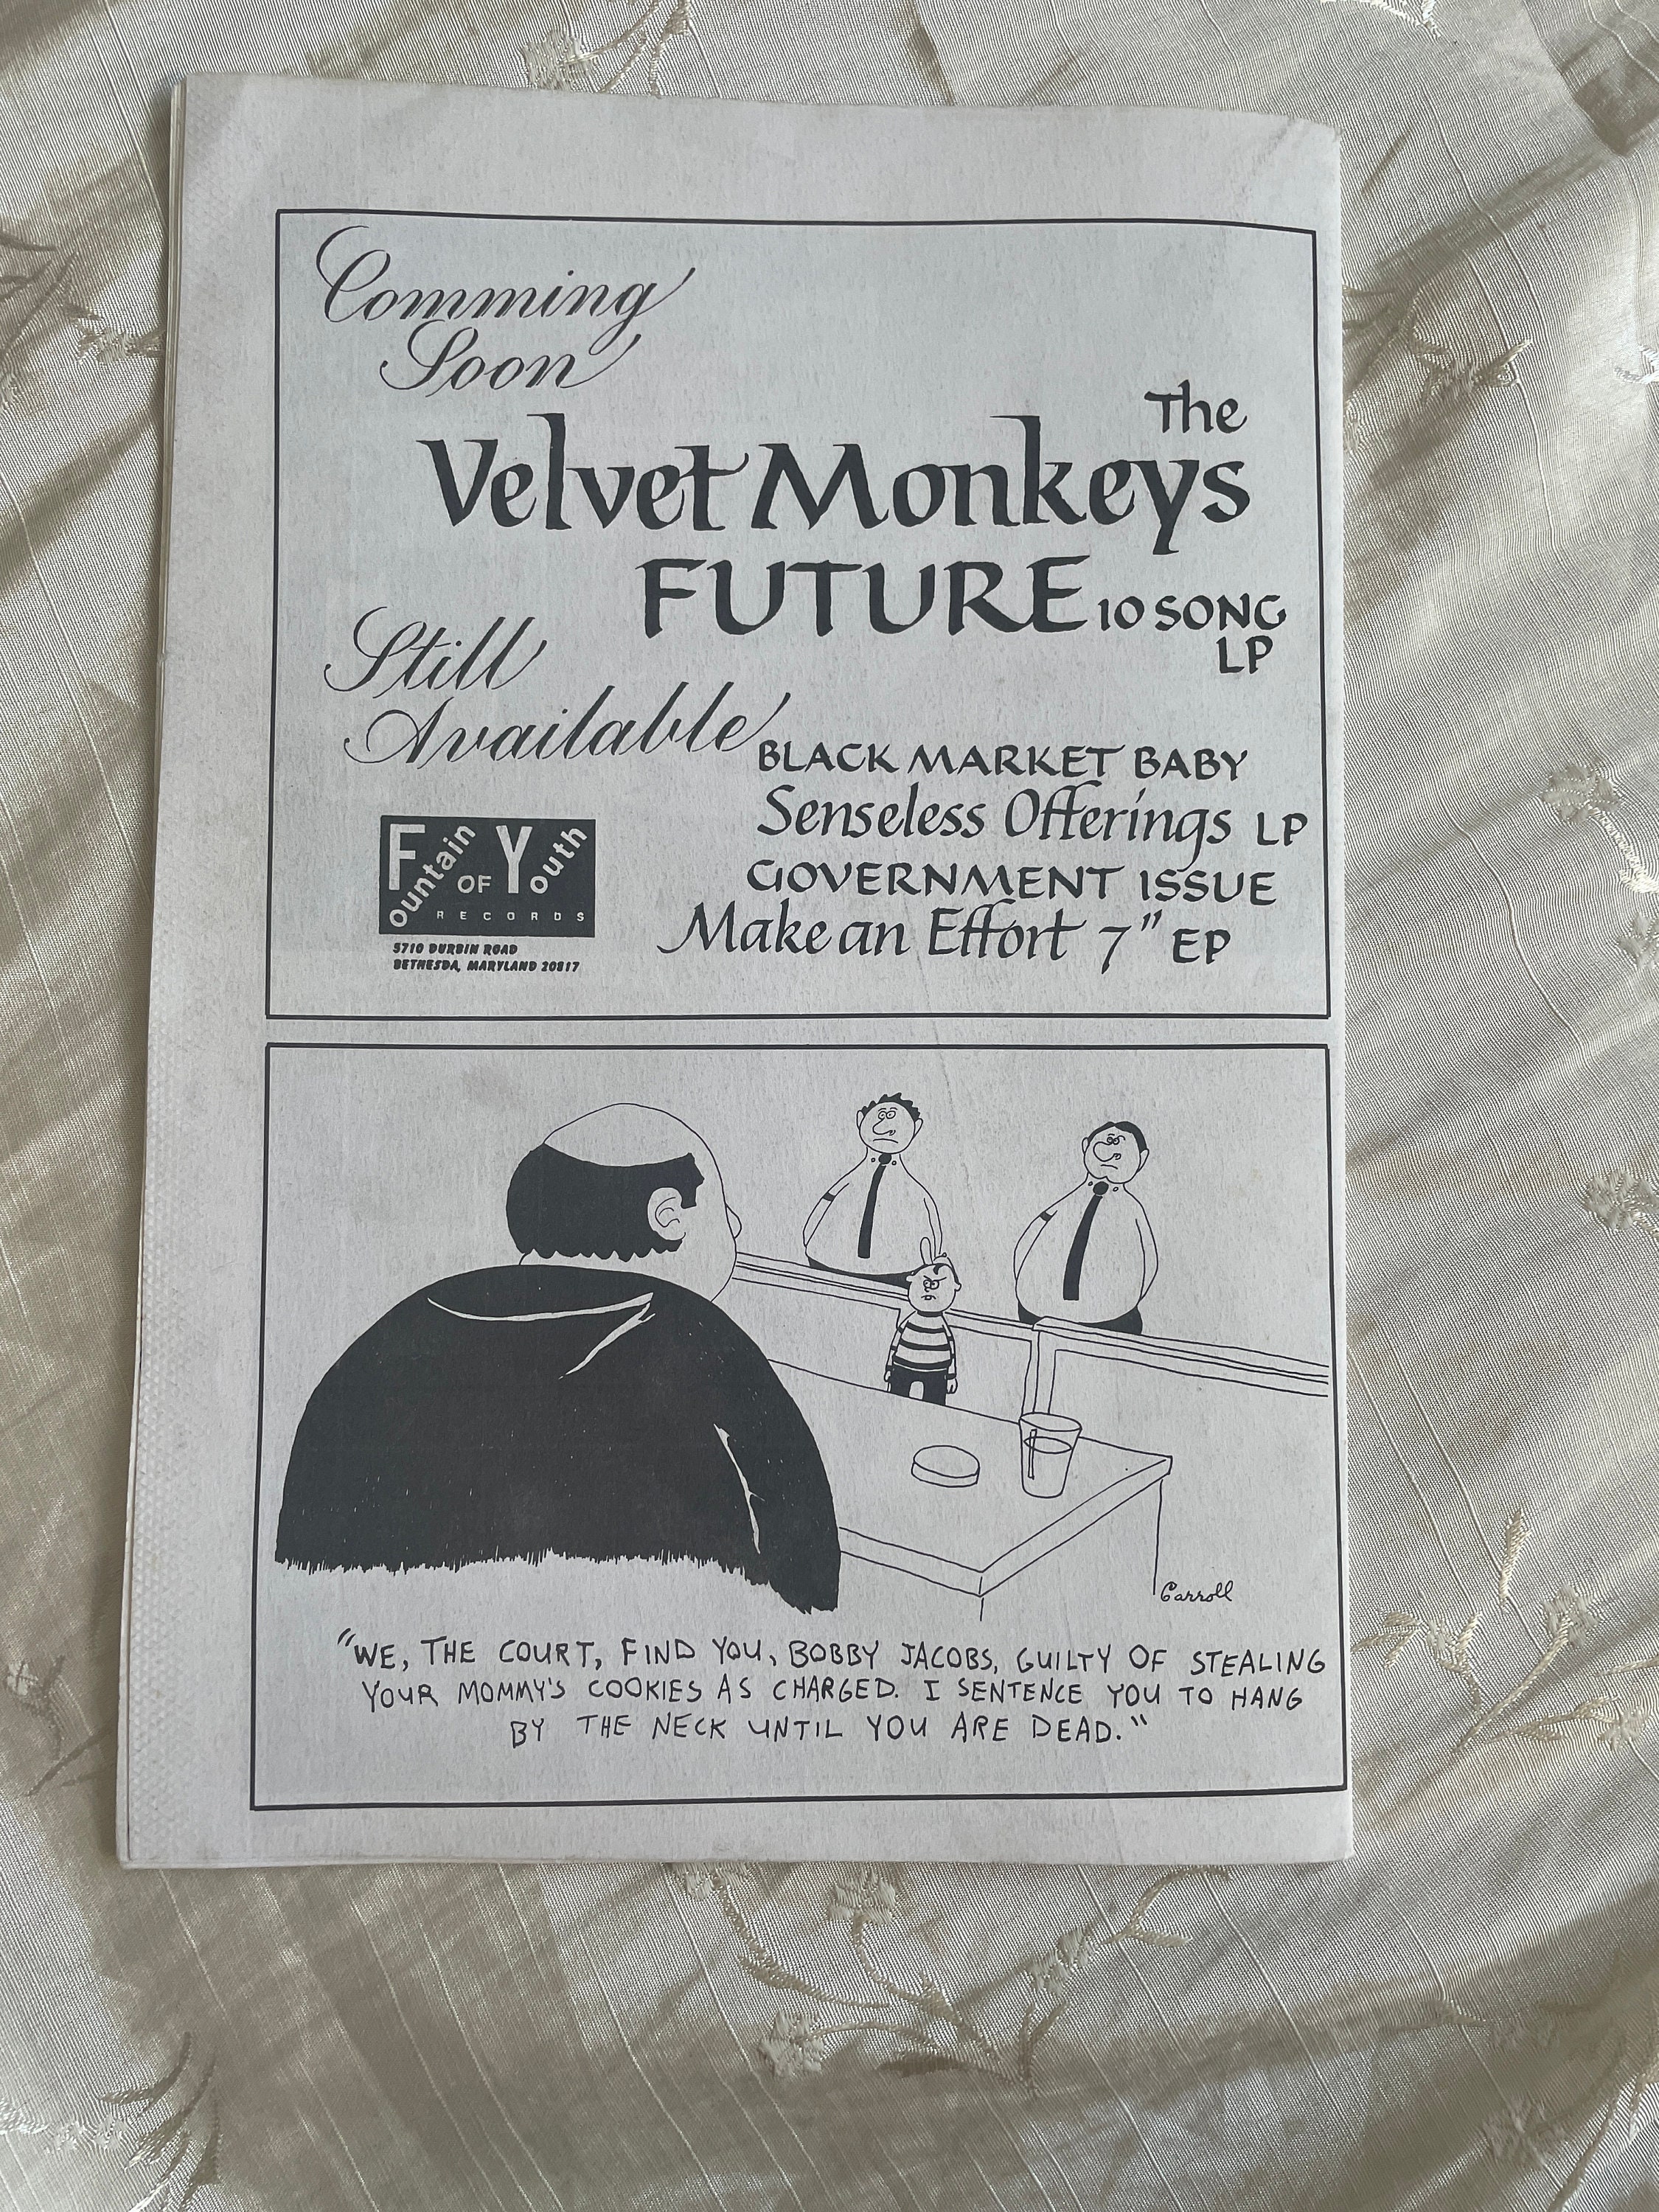 Comming
Soon
The
Velvet Monkeys
FUTURE 10 SONG
LP
Still
Available
BLACK MARKET BABY
Senseless Offerings LP
GOVERNMENT ISSUE
Make an Effort 7" EP
Fountain OF Youth
RECORDS
5710 DURBIN ROAD
BETHESDA, MARYLAND 20817
Carroll
"WE, THE COURT, FIND YOU, BOBBY JACOBS, GUILTY OF STEALING
YOUR MOMMY'S COOKIES AS CHARGED. I SENTENCE YOU TO HANG
BY THE NECK UNTIL YOU ARE DEAD."